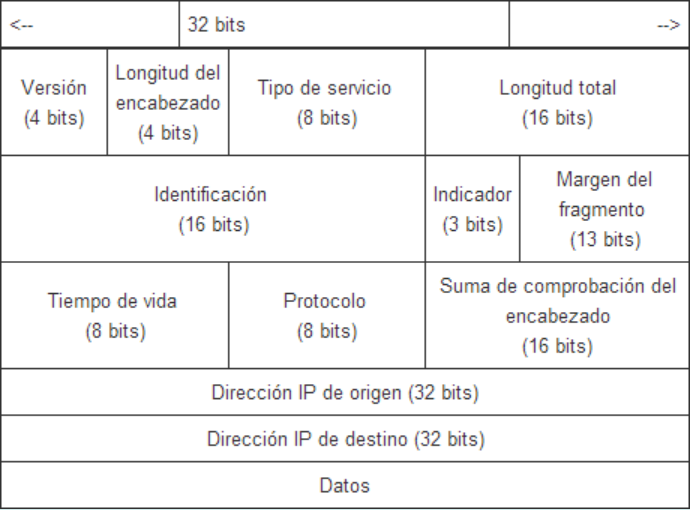 <-- 32 bits -->
Versión
(4 bits)
Longitud del
encabezado
(4 bits)
Tipo de servicio
(8 bits)
Longitud total
(16 bits)
Identificación
(16 bits)
Indicador
(3 bits)
Margen del
fragmento
(13 bits)
Tiempo de vida
(8 bits)
Protocolo
(8 bits)
Suma de comprobación del
encabezado
(16 bits)
Dirección IP de origen (32 bits)
Dirección IP de destino (32 bits)
Datos